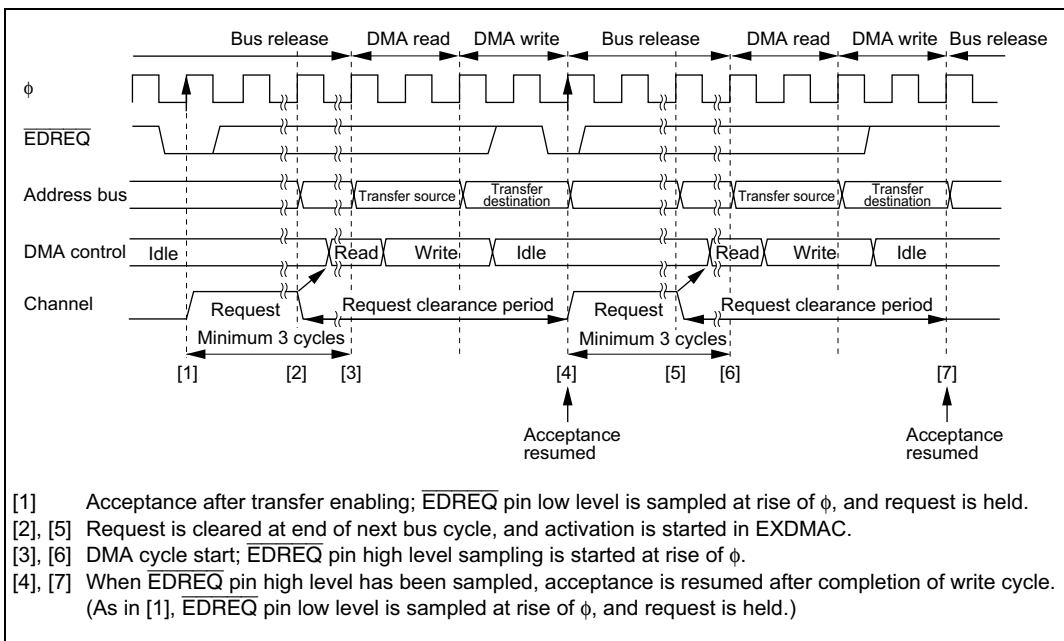 Bus release DMA read DMA write Bus release DMA read DMA write Bus release
ϕ
EDREQ
Address bus Transfer source Transfer destination Transfer source Transfer destination
DMA control Idle Read Write Idle Read Write Idle
Channel Request Request clearance period Request Request clearance period
Minimum 3 cycles Minimum 3 cycles
[1] [2] [3] [4] [5] [6] [7]
Acceptance resumed Acceptance resumed
[1] Acceptance after transfer enabling; EDREQ pin low level is sampled at rise of ϕ, and request is held.
[2], [5] Request is cleared at end of next bus cycle, and activation is started in EXDMAC.
[3], [6] DMA cycle start; EDREQ pin high level sampling is started at rise of ϕ.
[4], [7] When EDREQ pin high level has been sampled, acceptance is resumed after completion of write cycle.
(As in [1], EDREQ pin low level is sampled at rise of ϕ, and request is held.)